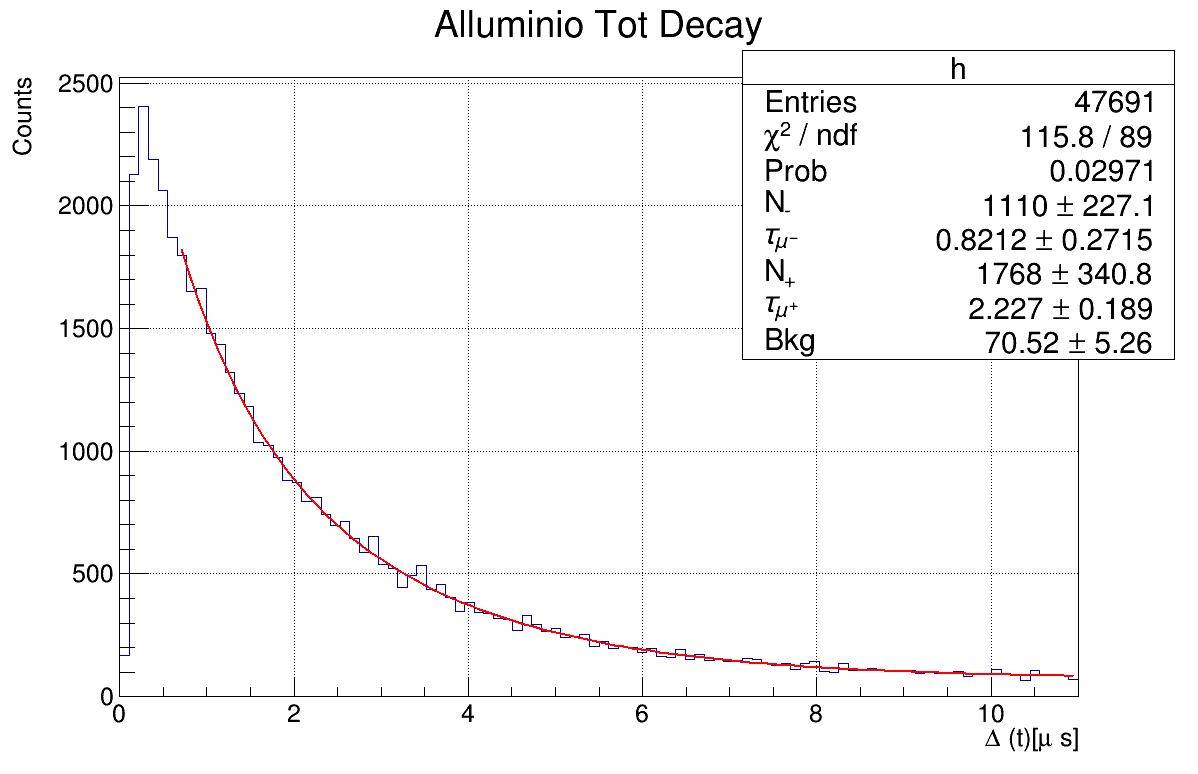 Alluminio Tot Decay
h
Entries 47691
χ² / ndf 115.8 / 89
Prob 0.02971
N₋ 1110 ± 227.1
τ_μ⁻ 0.8212 ± 0.2715
N₊ 1768 ± 340.8
τ_μ⁺ 2.227 ± 0.189
Bkg 70.52 ± 5.26
Counts
2500
2000
1500
1000
500
0
0 2 4 6 8 10
Δ (t)[μ s]